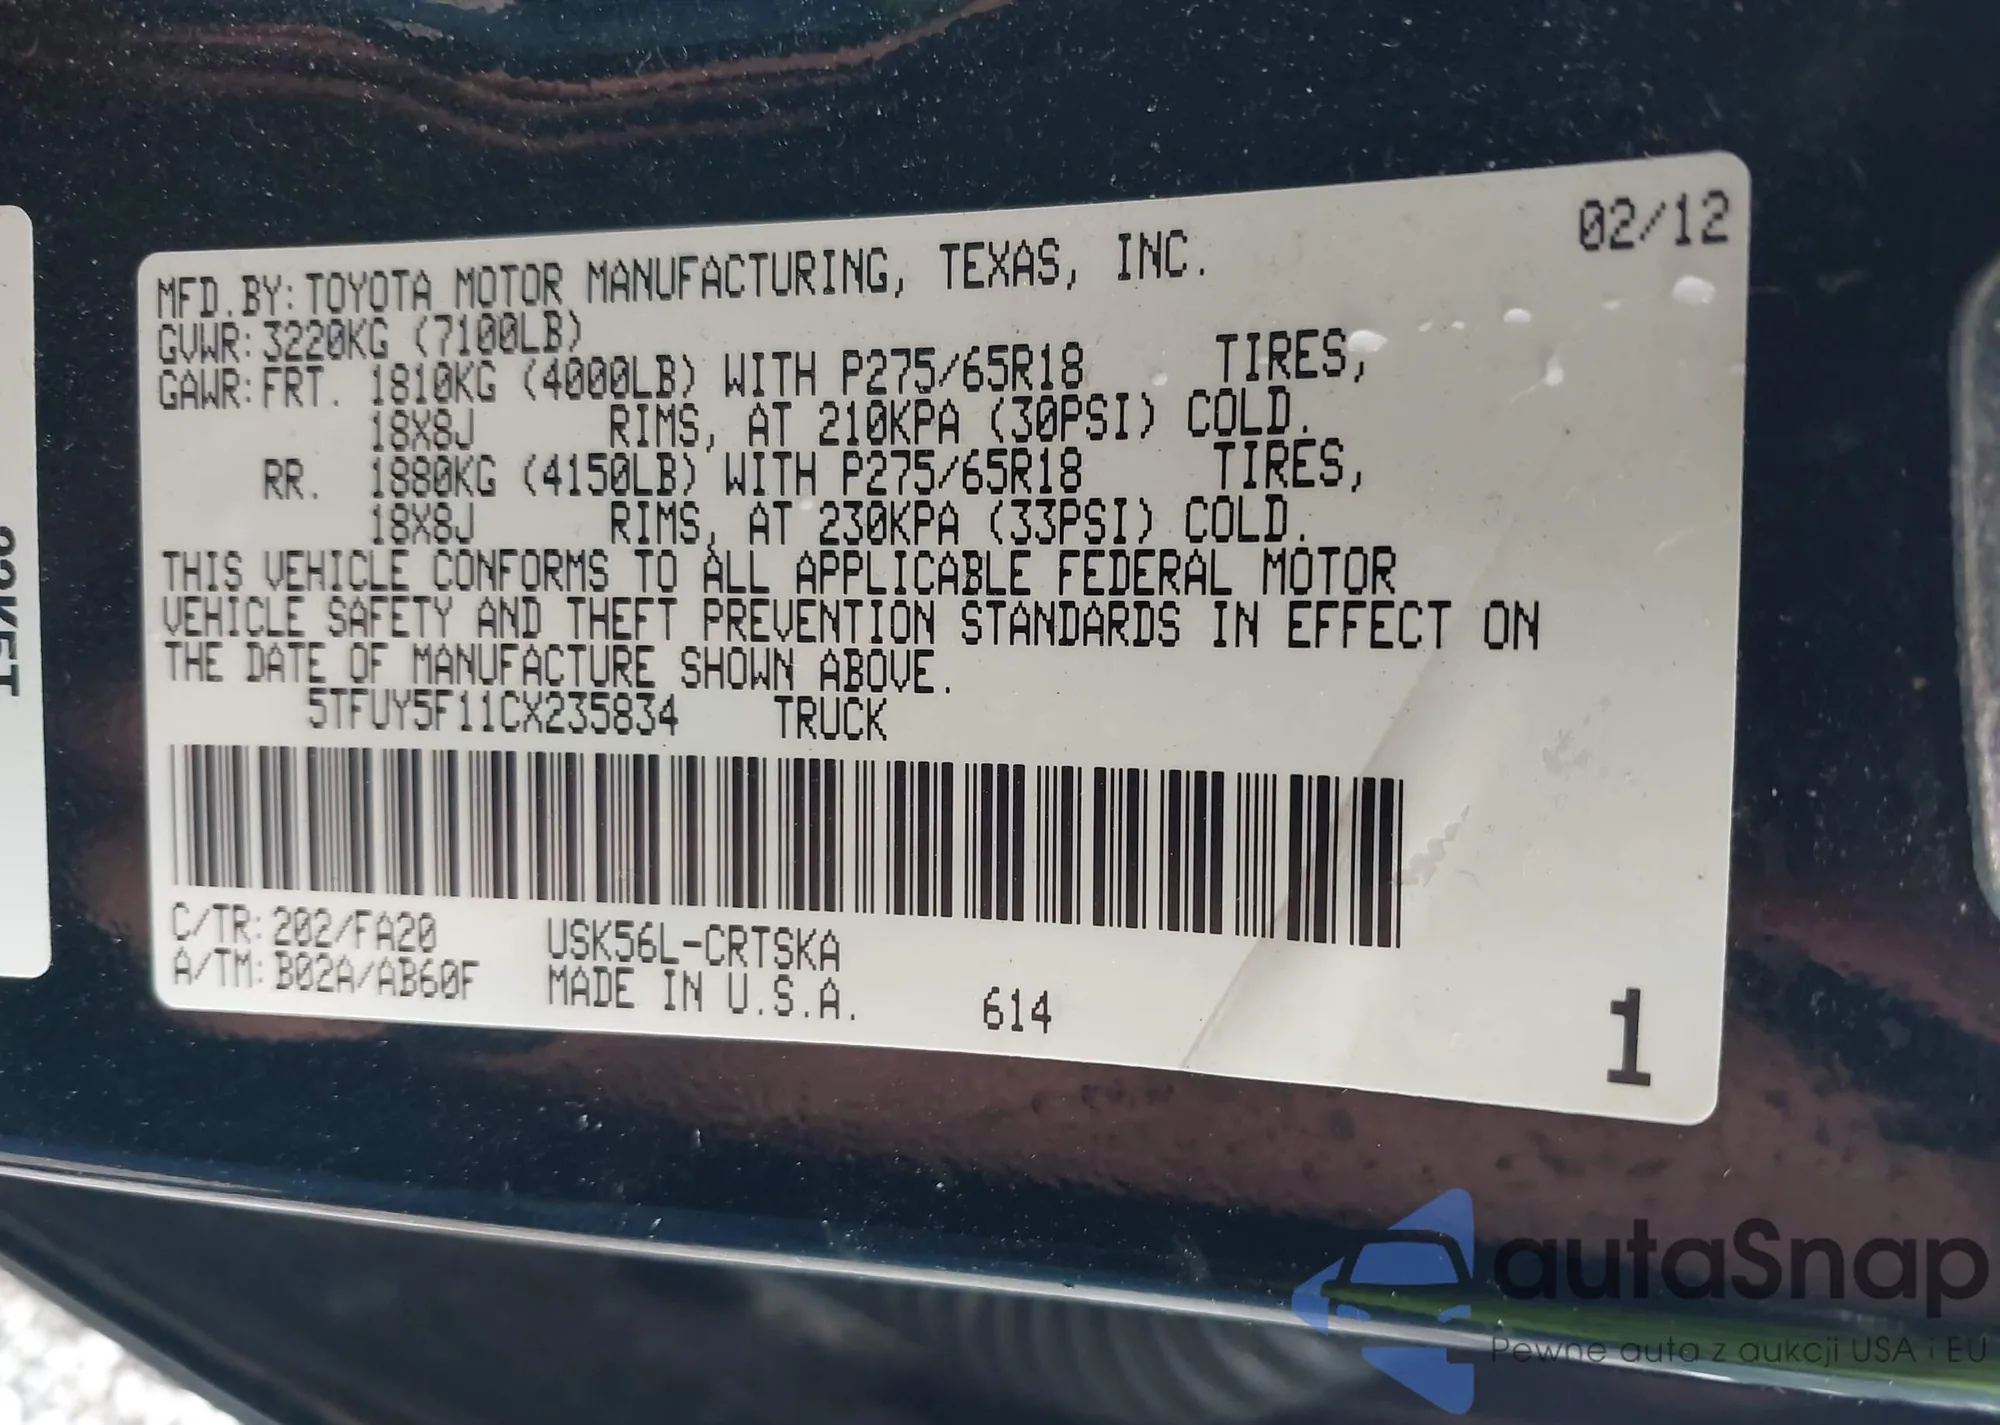 02/12
MFD.BY:TOYOTA MOTOR MANUFACTURING, TEXAS, INC.
GVWR:3220KG (7100LB)
GAWR:FRT. 1810KG (4000LB) WITH P275/65R18 TIRES,
18X8J RIMS, AT 210KPA (30PSI) COLD.
RR. 1880KG (4150LB) WITH P275/65R18 TIRES,
18X8J RIMS, AT 230KPA (33PSI) COLD.
THIS VEHICLE CONFORMS TO ALL APPLICABLE FEDERAL MOTOR
VEHICLE SAFETY AND THEFT PREVENTION STANDARDS IN EFFECT ON
THE DATE OF MANUFACTURE SHOWN ABOVE.
5TFUY5F11CX235834 TRUCK
C/TR:202/FA20 USK56L-CRTSKA
A/TM:B02A/AB60F MADE IN U.S.A. 614
1
autaSnap
Pewne auta z aukcji USA i EU